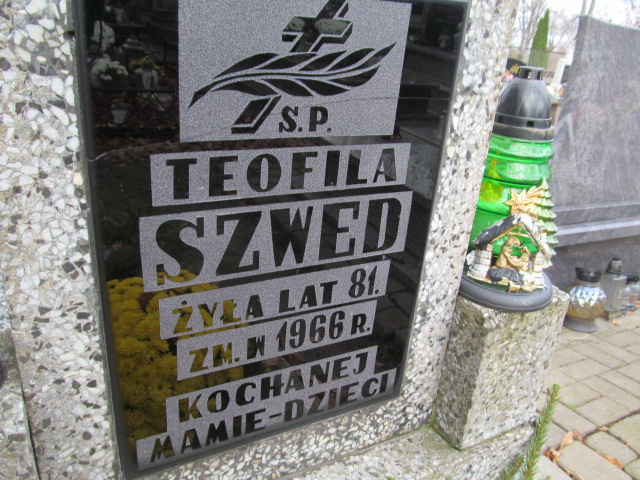 Ś.P.
TEOFILA
SZWED
ŻYŁA LAT 81.
ZM. W 1966 R.
KOCHANEJ
MAMIE-DZIECI